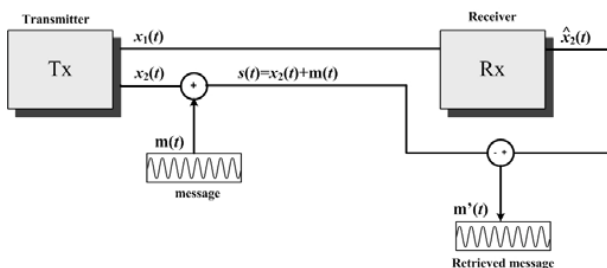 Transmitter
Receiver
x₁(t)
x̂₂(t)
Tx
x₂(t)
s(t)=x₂(t)+m(t)
Rx
+
m(t)
- +
message
m'(t)
Retrieved message